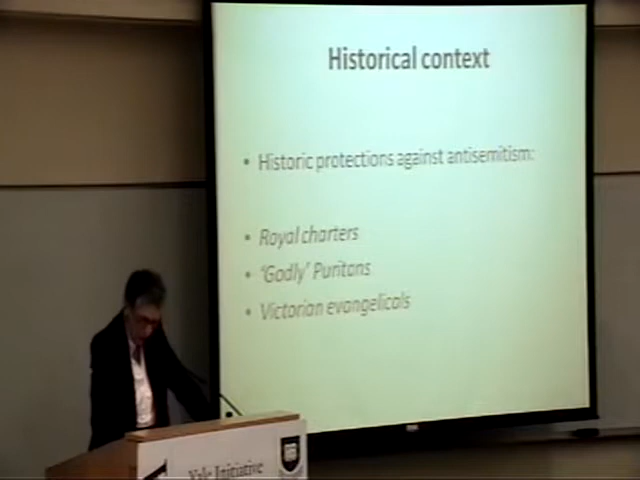 Historical context
• Historic protections against antisemitism:
• Royal charters
• ‘Godly’ Puritans
• Victorian evangelicals
Yale Initiative